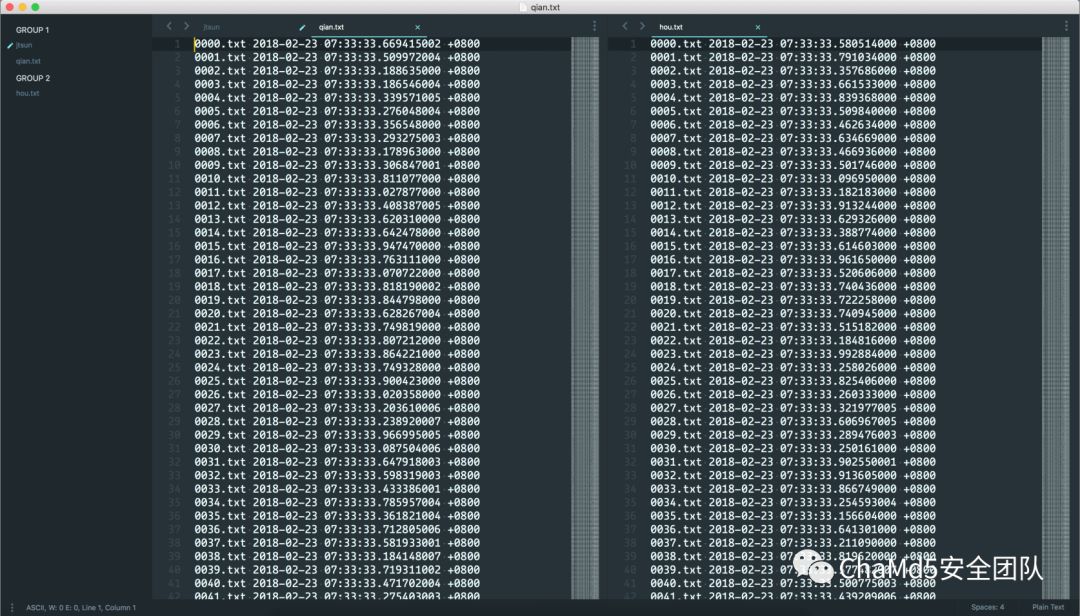 qian.txt
GROUP 1
jtsun
qian.txt
GROUP 2
hou.txt
jtsun
qian.txt
1 0000.txt 2018-02-23 07:33:33.669415002 +0800
2 0001.txt 2018-02-23 07:33:33.509972004 +0800
3 0002.txt 2018-02-23 07:33:33.188635000 +0800
4 0003.txt 2018-02-23 07:33:33.186546004 +0800
5 0004.txt 2018-02-23 07:33:33.339571005 +0800
6 0005.txt 2018-02-23 07:33:33.276048004 +0800
7 0006.txt 2018-02-23 07:33:33.356548000 +0800
8 0007.txt 2018-02-23 07:33:33.293275003 +0800
9 0008.txt 2018-02-23 07:33:33.178963000 +0800
10 0009.txt 2018-02-23 07:33:33.306847001 +0800
11 0010.txt 2018-02-23 07:33:33.811077000 +0800
12 0011.txt 2018-02-23 07:33:33.027877000 +0800
13 0012.txt 2018-02-23 07:33:33.408387005 +0800
14 0013.txt 2018-02-23 07:33:33.620310000 +0800
15 0014.txt 2018-02-23 07:33:33.642478000 +0800
16 0015.txt 2018-02-23 07:33:33.947470000 +0800
17 0016.txt 2018-02-23 07:33:33.763111000 +0800
18 0017.txt 2018-02-23 07:33:33.070722000 +0800
19 0018.txt 2018-02-23 07:33:33.818190002 +0800
20 0019.txt 2018-02-23 07:33:33.844798000 +0800
21 0020.txt 2018-02-23 07:33:33.628267004 +0800
22 0021.txt 2018-02-23 07:33:33.749819000 +0800
23 0022.txt 2018-02-23 07:33:33.807212000 +0800
24 0023.txt 2018-02-23 07:33:33.864221000 +0800
25 0024.txt 2018-02-23 07:33:33.749328000 +0800
26 0025.txt 2018-02-23 07:33:33.900423000 +0800
27 0026.txt 2018-02-23 07:33:33.020358000 +0800
28 0027.txt 2018-02-23 07:33:33.203610006 +0800
29 0028.txt 2018-02-23 07:33:33.238920007 +0800
30 0029.txt 2018-02-23 07:33:33.966995005 +0800
31 0030.txt 2018-02-23 07:33:33.087504006 +0800
32 0031.txt 2018-02-23 07:33:33.647918003 +0800
33 0032.txt 2018-02-23 07:33:33.598319003 +0800
34 0033.txt 2018-02-23 07:33:33.433386001 +0800
35 0034.txt 2018-02-23 07:33:33.785957004 +0800
36 0035.txt 2018-02-23 07:33:33.361821004 +0800
37 0036.txt 2018-02-23 07:33:33.712805006 +0800
38 0037.txt 2018-02-23 07:33:33.581933001 +0800
39 0038.txt 2018-02-23 07:33:33.184148007 +0800
40 0039.txt 2018-02-23 07:33:33.719311002 +0800
41 0040.txt 2018-02-23 07:33:33.471702004 +0800
42 0041.txt 2018-02-23 07:33:33.275403003 +0800
hou.txt
1 0000.txt 2018-02-23 07:33:33.580514000 +0800
2 0001.txt 2018-02-23 07:33:33.791034000 +0800
3 0002.txt 2018-02-23 07:33:33.357686000 +0800
4 0003.txt 2018-02-23 07:33:33.661533000 +0800
5 0004.txt 2018-02-23 07:33:33.839368000 +0800
6 0005.txt 2018-02-23 07:33:33.509840000 +0800
7 0006.txt 2018-02-23 07:33:33.462634000 +0800
8 0007.txt 2018-02-23 07:33:33.634669000 +0800
9 0008.txt 2018-02-23 07:33:33.466936000 +0800
10 0009.txt 2018-02-23 07:33:33.501746000 +0800
11 0010.txt 2018-02-23 07:33:33.096950000 +0800
12 0011.txt 2018-02-23 07:33:33.182183000 +0800
13 0012.txt 2018-02-23 07:33:33.913244000 +0800
14 0013.txt 2018-02-23 07:33:33.629326000 +0800
15 0014.txt 2018-02-23 07:33:33.388774000 +0800
16 0015.txt 2018-02-23 07:33:33.614603000 +0800
17 0016.txt 2018-02-23 07:33:33.961650000 +0800
18 0017.txt 2018-02-23 07:33:33.520606000 +0800
19 0018.txt 2018-02-23 07:33:33.740436000 +0800
20 0019.txt 2018-02-23 07:33:33.722258000 +0800
21 0020.txt 2018-02-23 07:33:33.740945000 +0800
22 0021.txt 2018-02-23 07:33:33.515182000 +0800
23 0022.txt 2018-02-23 07:33:33.184816000 +0800
24 0023.txt 2018-02-23 07:33:33.992884000 +0800
25 0024.txt 2018-02-23 07:33:33.258026000 +0800
26 0025.txt 2018-02-23 07:33:33.825406000 +0800
27 0026.txt 2018-02-23 07:33:33.260333000 +0800
28 0027.txt 2018-02-23 07:33:33.321977005 +0800
29 0028.txt 2018-02-23 07:33:33.606967005 +0800
30 0029.txt 2018-02-23 07:33:33.289476003 +0800
31 0030.txt 2018-02-23 07:33:33.250161000 +0800
32 0031.txt 2018-02-23 07:33:33.902550001 +0800
33 0032.txt 2018-02-23 07:33:33.913605000 +0800
34 0033.txt 2018-02-23 07:33:33.866749000 +0800
35 0034.txt 2018-02-23 07:33:33.254593004 +0800
36 0035.txt 2018-02-23 07:33:33.156604000 +0800
37 0036.txt 2018-02-23 07:33:33.641301000 +0800
38 0037.txt 2018-02-23 07:33:33.211090000 +0800
39 0038.txt 2018-02-23 07:33:33.819620000 +0800
40 0039.txt 2018-02-23 +0800
41 0040.txt 2018-02-23 07:33:33.500775003 +0800
42 0041.txt 2018-02-23 07:33:33.439209006 +0800
ChaMd5安全团队
ASCII, W: 0 E: 0, Line 1, Column 1
Spaces: 4
Plain Text